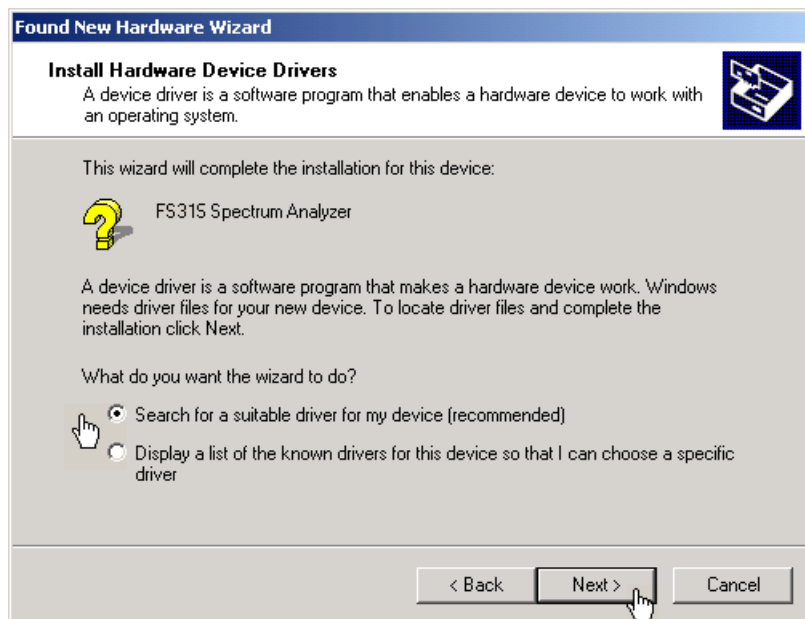 Found New Hardware Wizard
Install Hardware Device Drivers
A device driver is a software program that enables a hardware device to work with
an operating system.
This wizard will complete the installation for this device:
FS315 Spectrum Analyzer
A device driver is a software program that makes a hardware device work. Windows
needs driver files for your new device. To locate driver files and complete the
installation click Next.
What do you want the wizard to do?
Search for a suitable driver for my device (recommended)
Display a list of the known drivers for this device so that I can choose a specific
driver
< Back Next > Cancel